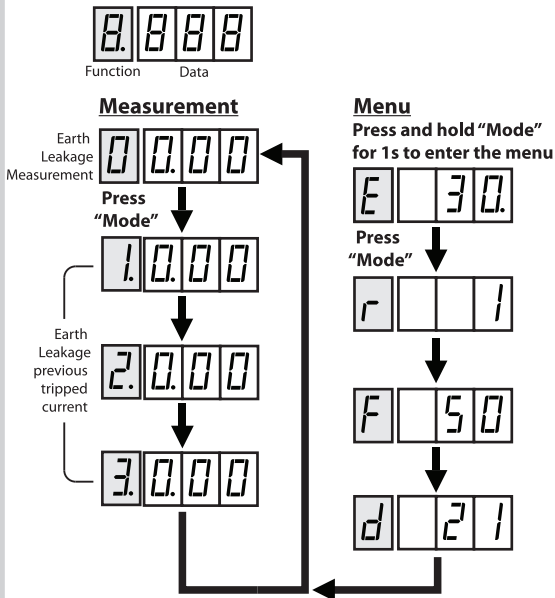 8.888
Function Data
Measurement
Earth
Leakage
Measurement
0 0.00
Press
"Mode"
1. 0.00
Earth
Leakage
previous
tripped
current
2. 0.00
3. 0.00
Menu
Press and hold "Mode"
for 1s to enter the menu
E 30.
Press
"Mode"
r 1
F 50
d 21